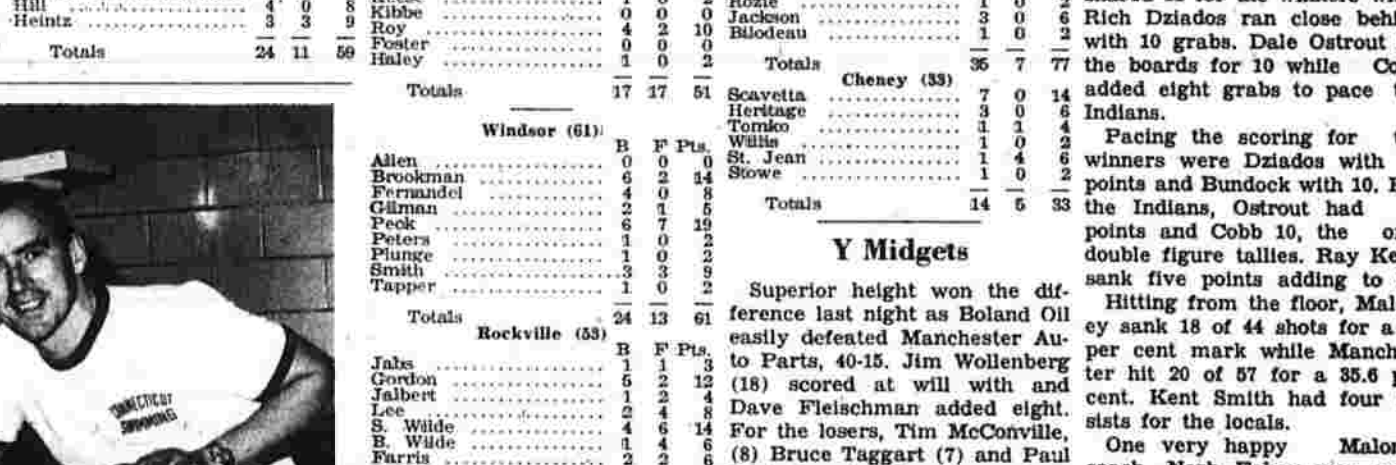 Hill ........ 4 0 8
Heintz ........ 3 3 9
Totals 24 11 59
CONNECTICUT
SWIMMING
Kibbe ........ 0 0 0
Roy ........ 4 2 10
Foster ........ 0 0 0
Haley ........ 1 0 2
Totals 17 17 51
Windsor (61)
B F Pts.
Allen ........ 0 0 0
Brookman ........ 6 2 14
Fernandel ........ 4 0 8
Gilman ........ 2 1 5
Peck ........ 6 7 19
Peters ........ 1 0 2
Plunge ........ 1 0 2
Smith ........ 3 3 9
Tapper ........ 1 0 2
Totals 24 13 61
Rockville (53)
B F Pts.
Jabs ........ 1 1 3
Gordon ........ 5 2 12
Jalbert ........ 1 2 4
Lee ........ 2 4 8
S. Wilde ........ 4 6 14
B. Wilde ........ 1 4 6
Farris ........ 2 2 6
Jackson ........ 3 0 6
Bilodeau ........ 1 0 2
Totals 35 7 77
Cheney (33)
Scavetta ........ 7 0 14
Heritage ........ 3 0 6
Tomko ........ 1 1 4
Willis ........ 1 0 2
St. Jean ........ 1 4 6
Stowe ........ 1 0 2
Totals 14 5 33
Y Midgets
Superior height won the dif-
ference last night as Boland Oil
easily defeated Manchester Au-
to Parts, 40-15. Jim Wollenberg
(18) scored at will with and
Dave Fleischman added eight.
For the losers, Tim McConville,
(8) Bruce Taggart (7) and Paul
Rich Dziados ran close behi
with 10 grabs. Dale Ostrout
the boards for 10 while Co
added eight grabs to pace t
Indians.
Pacing the scoring for
winners were Dziados with
points and Bundock with 10.
the Indians, Ostrout had
points and Cobb 10, the o
double figure tallies. Ray Ke
sank five points adding to
Hitting from the floor, Mal
ey sank 18 of 44 shots for a
per cent mark while Manch
ter hit 20 of 57 for a 35.6 p
cent. Kent Smith had four
sists for the locals.
One very happy Malo